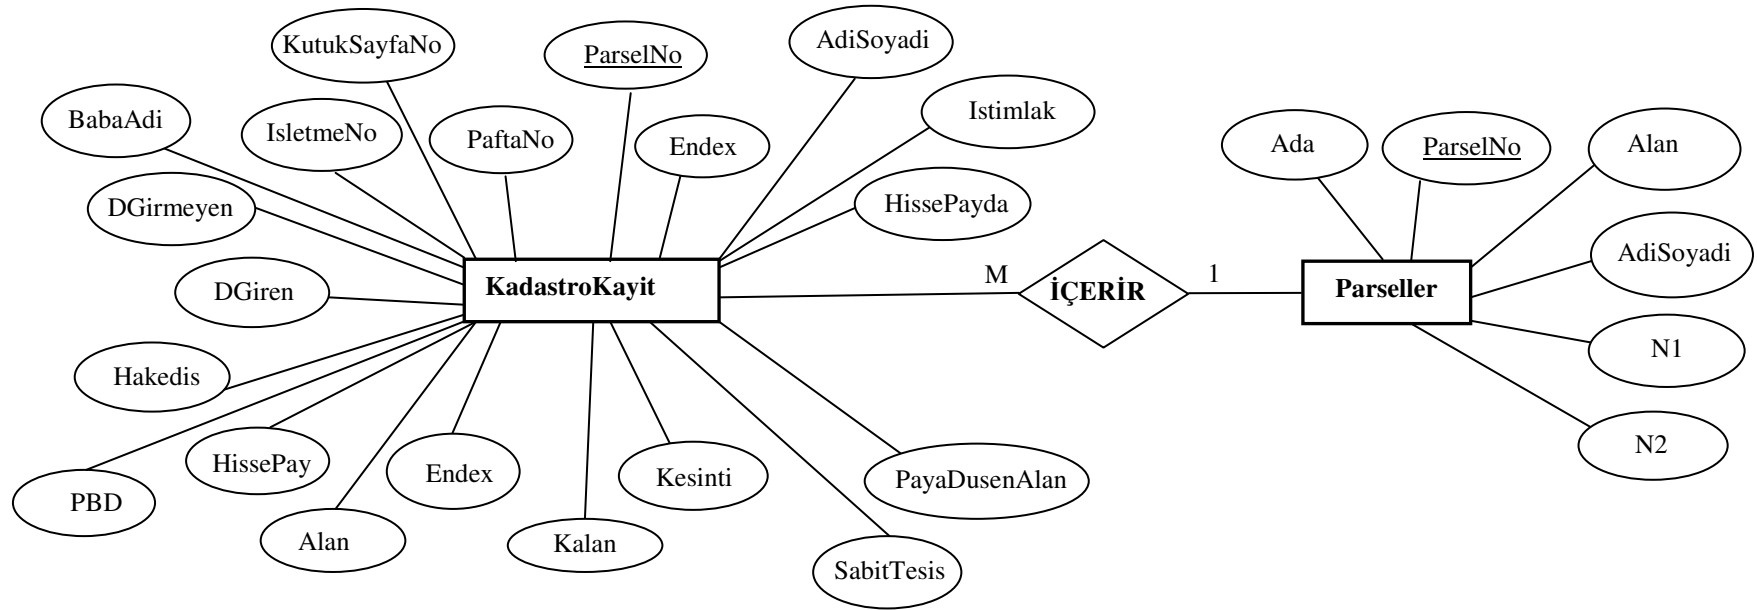 KutukSayfaNo
ParselNo
AdiSoyadi
BabaAdi
IsletmeNo
PaftaNo
Endex
Istimlak
Ada
ParselNo
Alan
DGirmeyen
HissePayda
AdiSoyadi
DGiren
KadastroKayit
M
İÇERİR
1
Parseller
N1
Hakedis
HissePay
Endex
Kesinti
PayaDusenAlan
N2
PBD
Alan
Kalan
SabitTesis